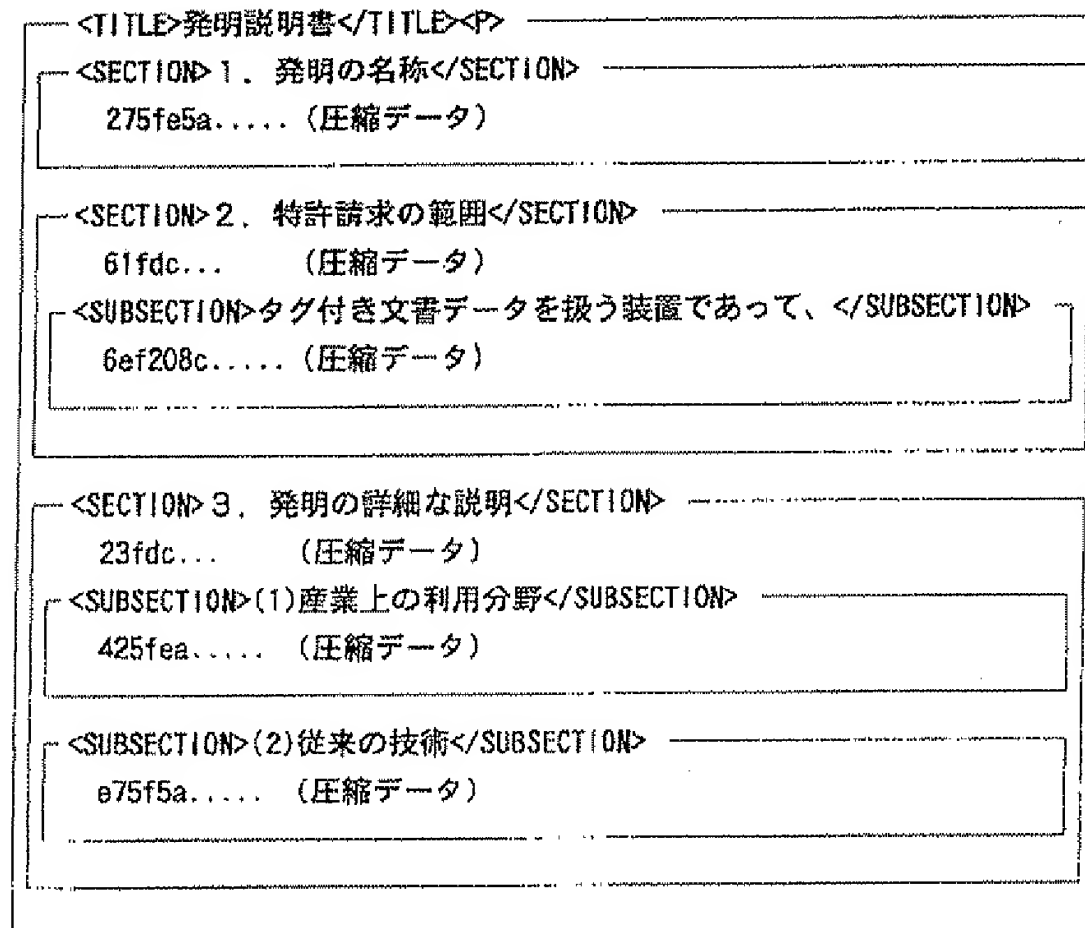 <TITLE>発明説明書</TITLE><P>
<SECTION>１．発明の名称</SECTION>
275fe5a.....（圧縮データ）
<SECTION>２．特許請求の範囲</SECTION>
61fdc...　（圧縮データ）
<SUBSECTION>タグ付き文書データを扱う装置であって、</SUBSECTION>
6ef208c.....（圧縮データ）
<SECTION>３．発明の詳細な説明</SECTION>
23fdc...　（圧縮データ）
<SUBSECTION>(1)産業上の利用分野</SUBSECTION>
425fea.....（圧縮データ）
<SUBSECTION>(2)従来の技術</SUBSECTION>
e75f5a.....（圧縮データ）